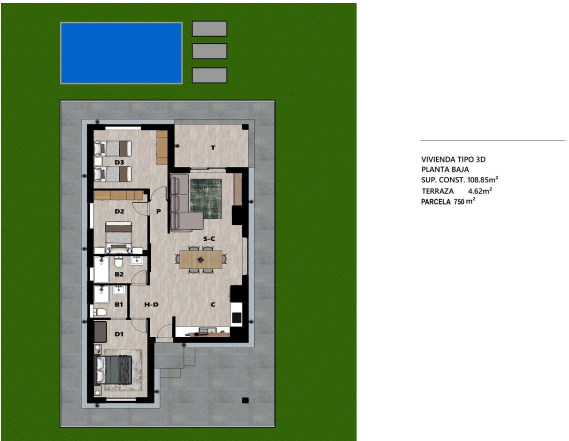 T
D3
D2
P
S-C
B2
B1
H-D
C
D1
VIVIENDA TIPO 3D
PLANTA BAJA
SUP. CONST. 108.85m²
TERRAZA 4.62m²
PARCELA 750 m²